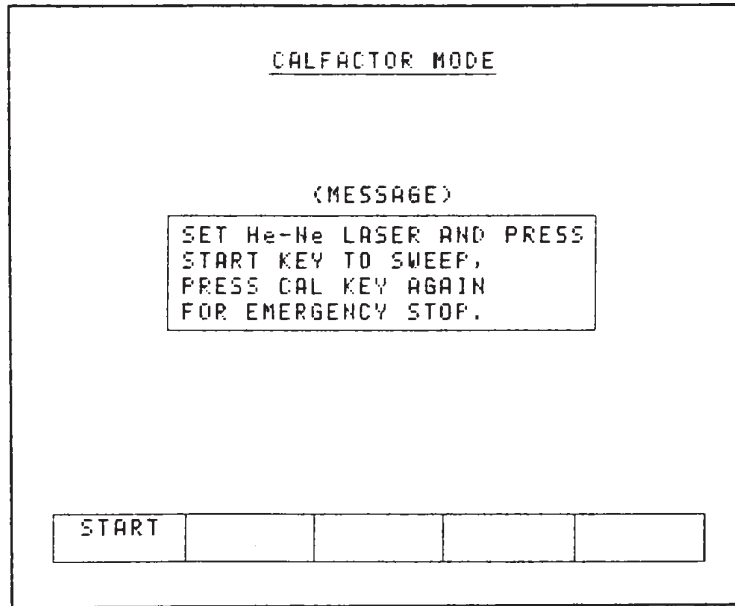 CALFACTOR MODE
(MESSAGE)
SET He-Ne LASER AND PRESS
START KEY TO SWEEP,
PRESS CAL KEY AGAIN
FOR EMERGENCY STOP.
START